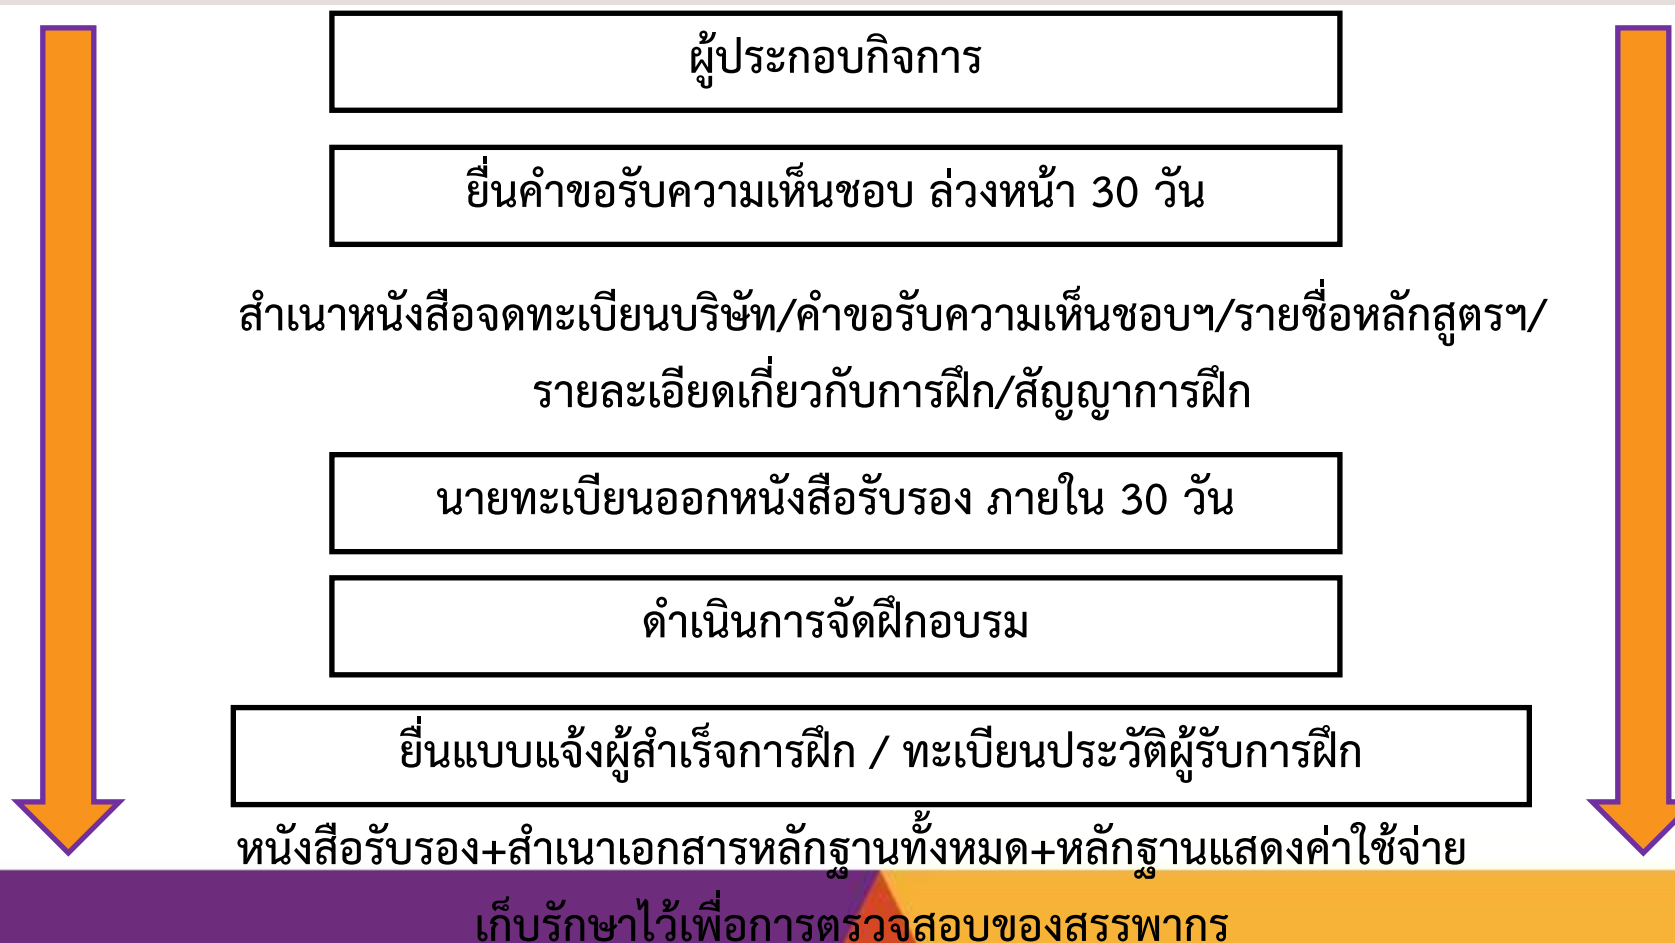 ผู้ประกอบกิจการ
ยื่นคำขอรับความเห็นชอบ ล่วงหน้า 30 วัน
สำเนาหนังสือจดทะเบียนบริษัท/คำขอรับความเห็นชอบฯ/รายชื่อหลักสูตรฯ/
รายละเอียดเกี่ยวกับการฝึก/สัญญาการฝึก
นายทะเบียนออกหนังสือรับรอง ภายใน 30 วัน
ดำเนินการจัดฝึกอบรม
ยื่นแบบแจ้งผู้สำเร็จการฝึก / ทะเบียนประวัติผู้รับการฝึก
หนังสือรับรอง+สำเนาเอกสารหลักฐานทั้งหมด+หลักฐานแสดงค่าใช้จ่าย
เก็บรักษาไว้เพื่อการตรวจสอบของสรรพากร